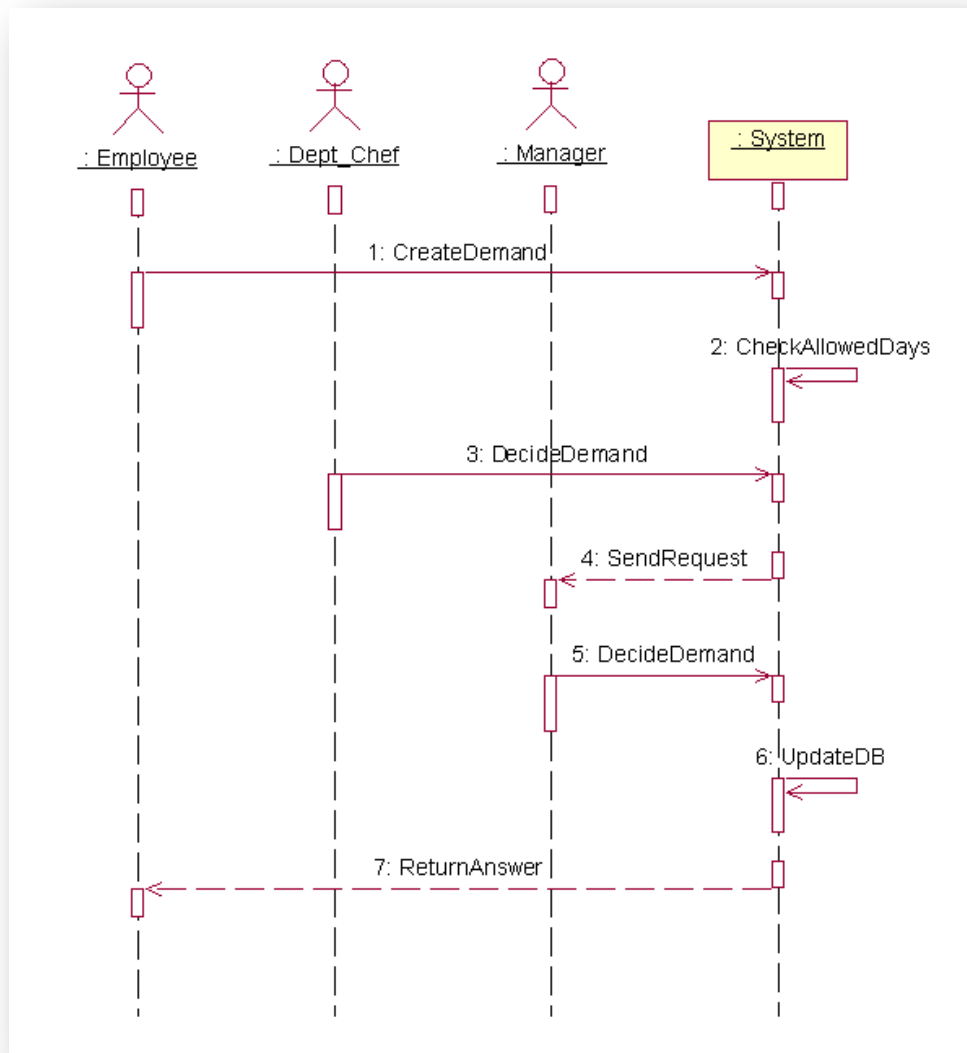 : Employee
: Dept_Chef
: Manager
: System
1: CreateDemand
2: CheckAllowedDays
3: DecideDemand
4: SendRequest
5: DecideDemand
6: UpdateDB
7: ReturnAnswer